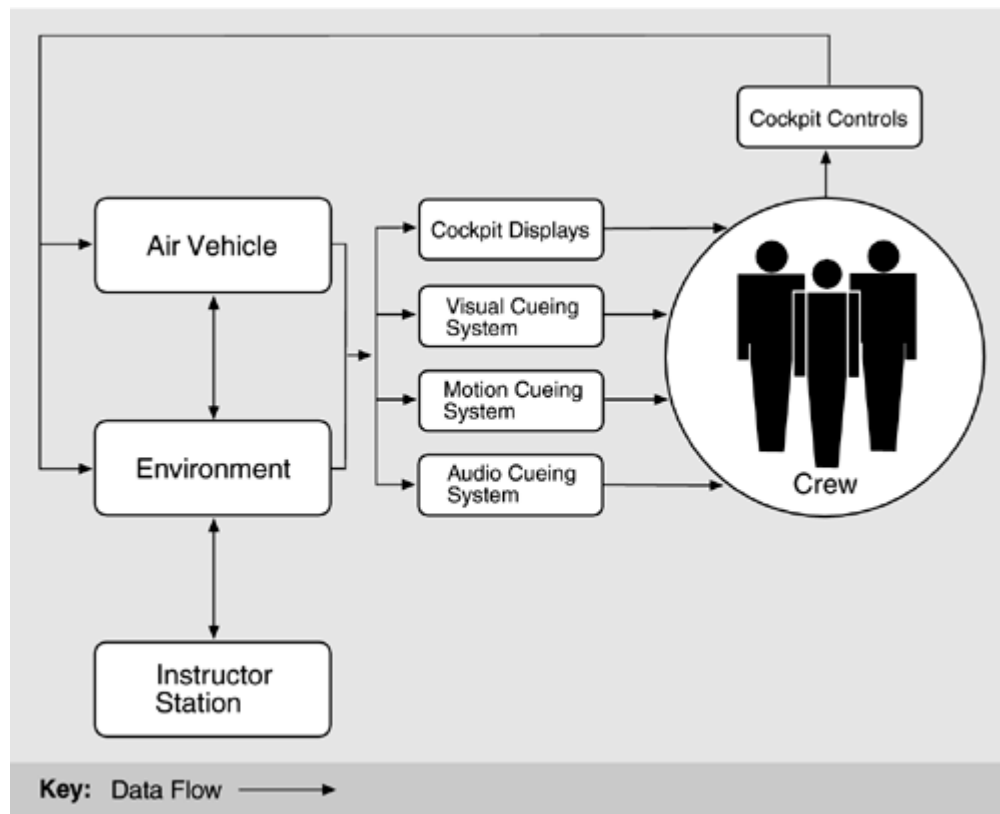 Cockpit Controls
Air Vehicle
Cockpit Displays
Visual Cueing
System
Motion Cueing
System
Environment
Audio Cueing
System
Crew
Instructor
Station
Key: Data Flow